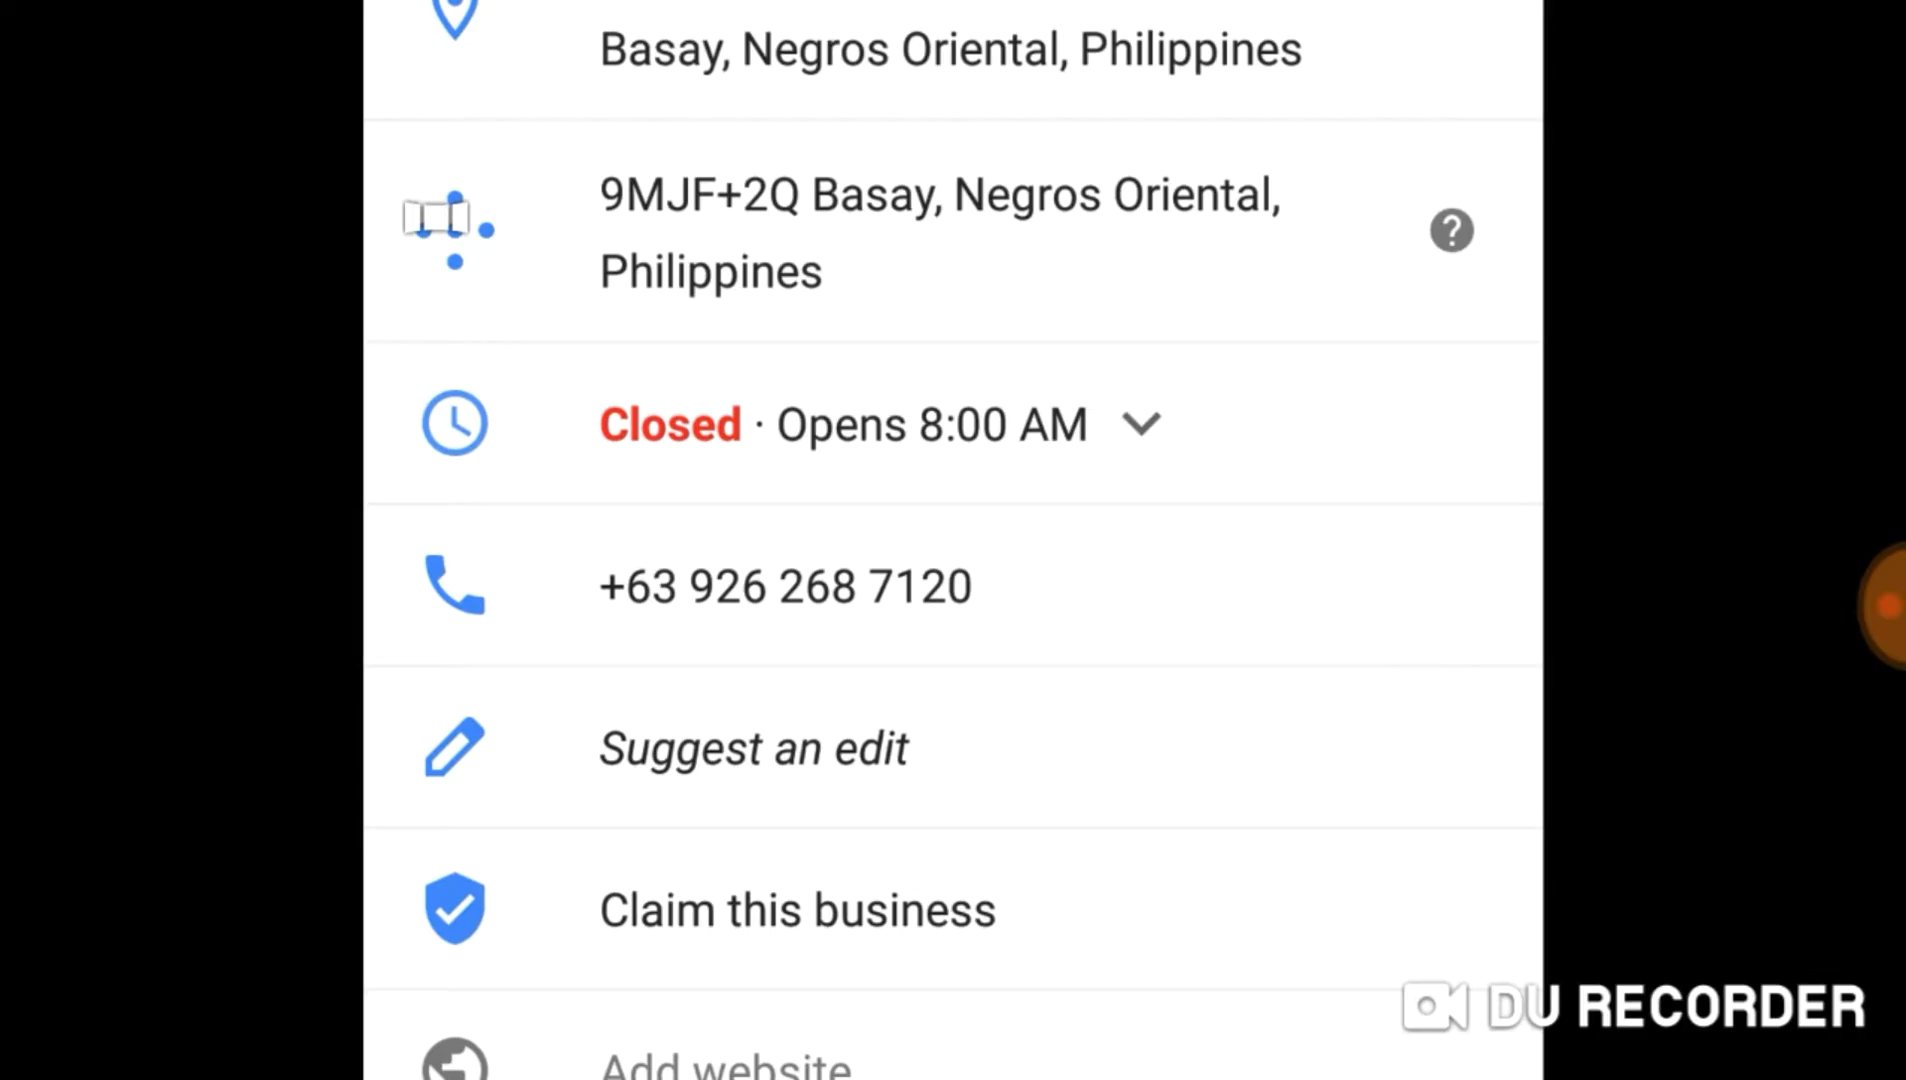 Basay, Negros Oriental, Philippines
9MJF+2Q Basay, Negros Oriental,
Philippines
Closed · Opens 8:00 AM
+63 926 268 7120
Suggest an edit
Claim this business
DU RECORDER
Add website